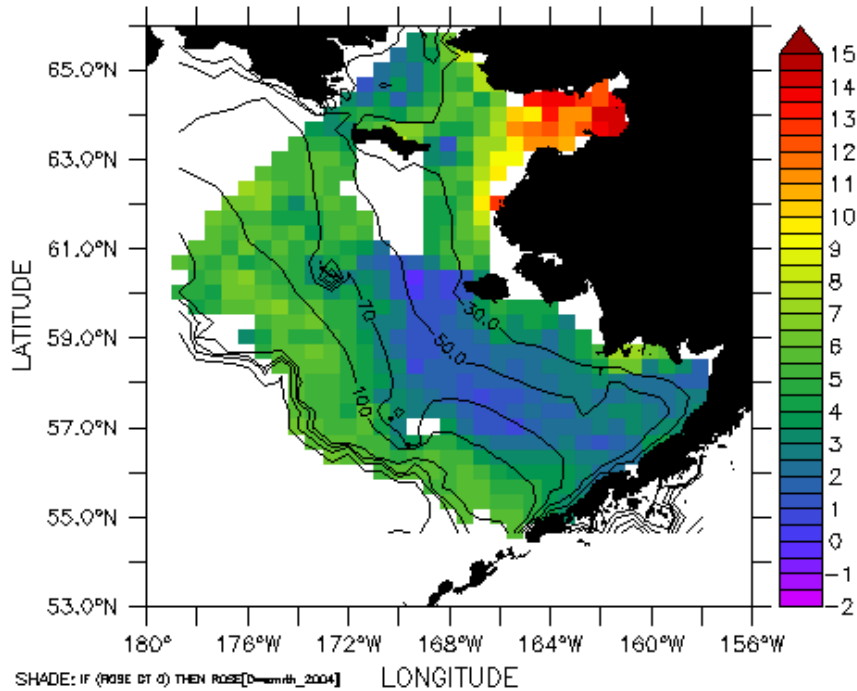 65.0°N
63.0°N
61.0°N
59.0°N
57.0°N
55.0°N
53.0°N
LATITUDE
30.0
50.0
70
100
180° 176°W 172°W 168°W 164°W 160°W 156°W
LONGITUDE
SHADE: IF (ROSE GT 0) THEN ROSE[D=smrth_2004]
15
14
13
12
11
10
9
8
7
6
5
4
3
2
1
0
-1
-2